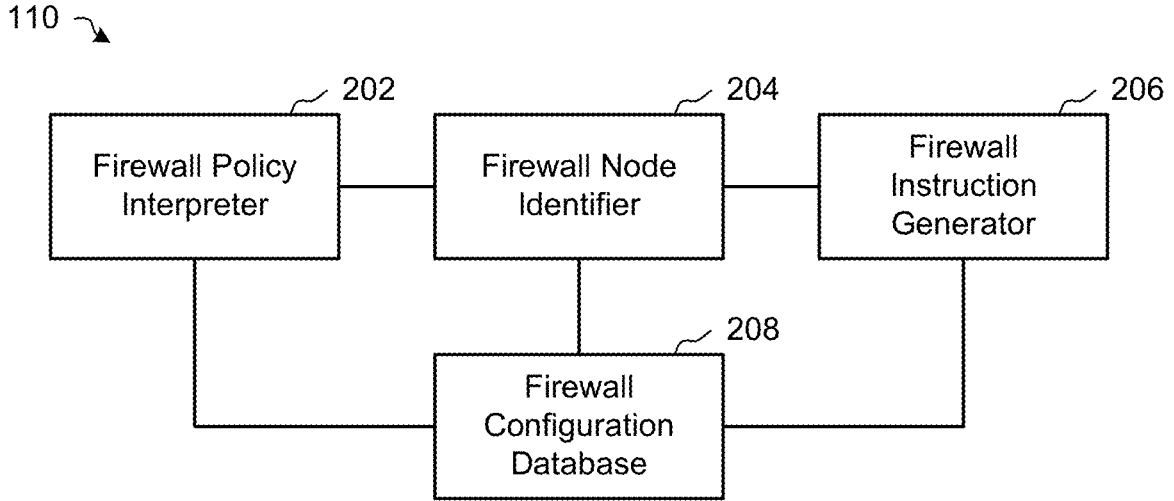 110
202
204
206
Firewall Policy
Interpreter
Firewall Node
Identifier
Firewall
Instruction
Generator
208
Firewall
Configuration
Database